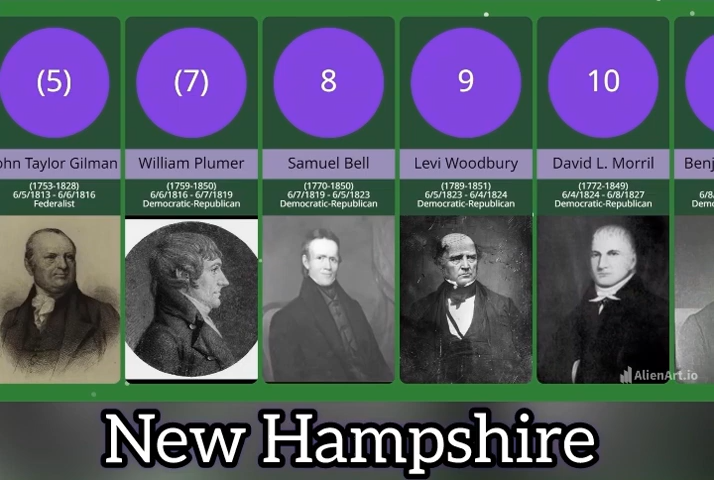 (5)
(7)
8
9
10
ohn Taylor Gilman
William Plumer
Samuel Bell
Levi Woodbury
David L. Morril
Benj
(1753-1828)
6/5/1813 - 6/6/1816
Federalist
(1759-1850)
6/6/1816 - 6/7/1819
Democratic-Republican
(1770-1850)
6/7/1819 - 6/5/1823
Democratic-Republican
(1789-1851)
6/5/1823 - 6/4/1824
Democratic-Republican
(1772-1849)
6/4/1824 - 6/8/1827
Democratic-Republican
6/8/
Demo
AlienArt.io
New Hampshire